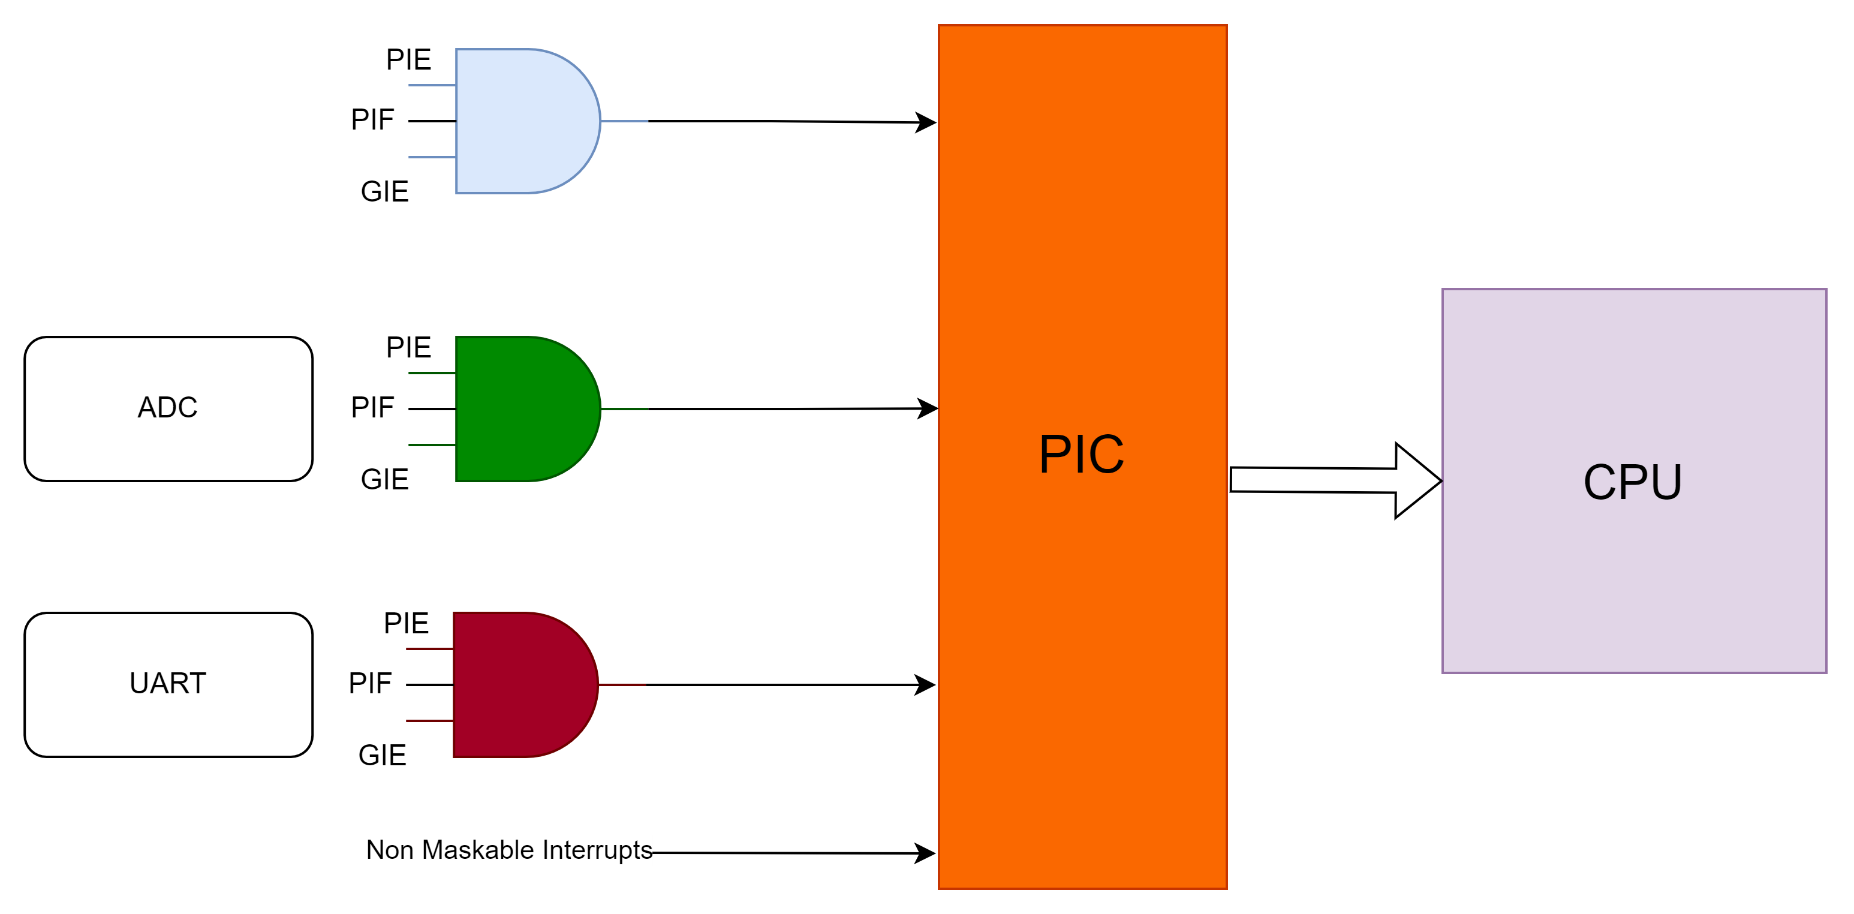 PIE
PIF
GIE
ADC
PIE
PIF
GIE
UART
PIE
PIF
GIE
Non Maskable Interrupts
PIC
CPU